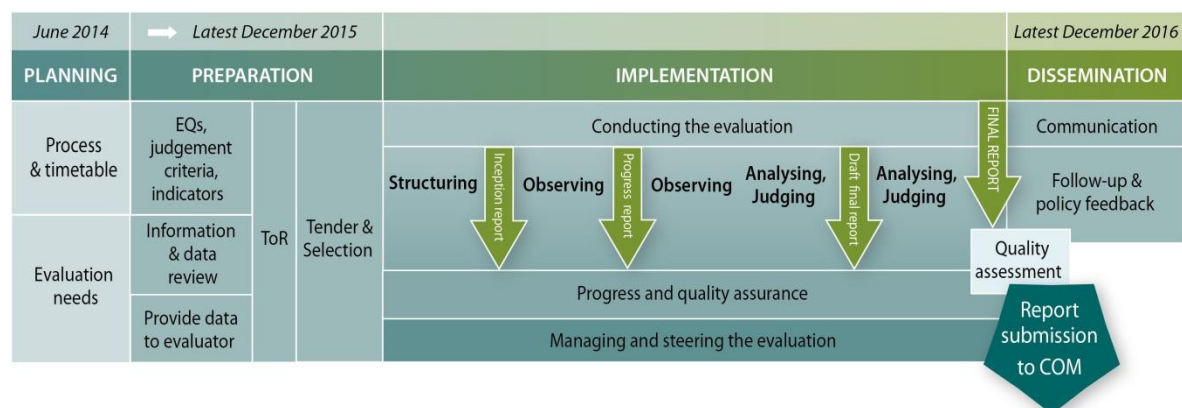 June 2014
Latest December 2015
Latest December 2016
PLANNING
PREPARATION
IMPLEMENTATION
DISSEMINATION
Process
& timetable
Evaluation
needs
EQs,
judgement
criteria,
indicators
Information
& data
review
Provide data
to evaluator
ToR
Tender &
Selection
Conducting the evaluation
Structuring
Inception report
Observing
Progress report
Observing
Analysing,
Judging
Draft final report
Analysing,
Judging
FINAL REPORT
Progress and quality assurance
Managing and steering the evaluation
Communication
Follow-up &
policy feedback
Quality
assessment
Report
submission
to COM